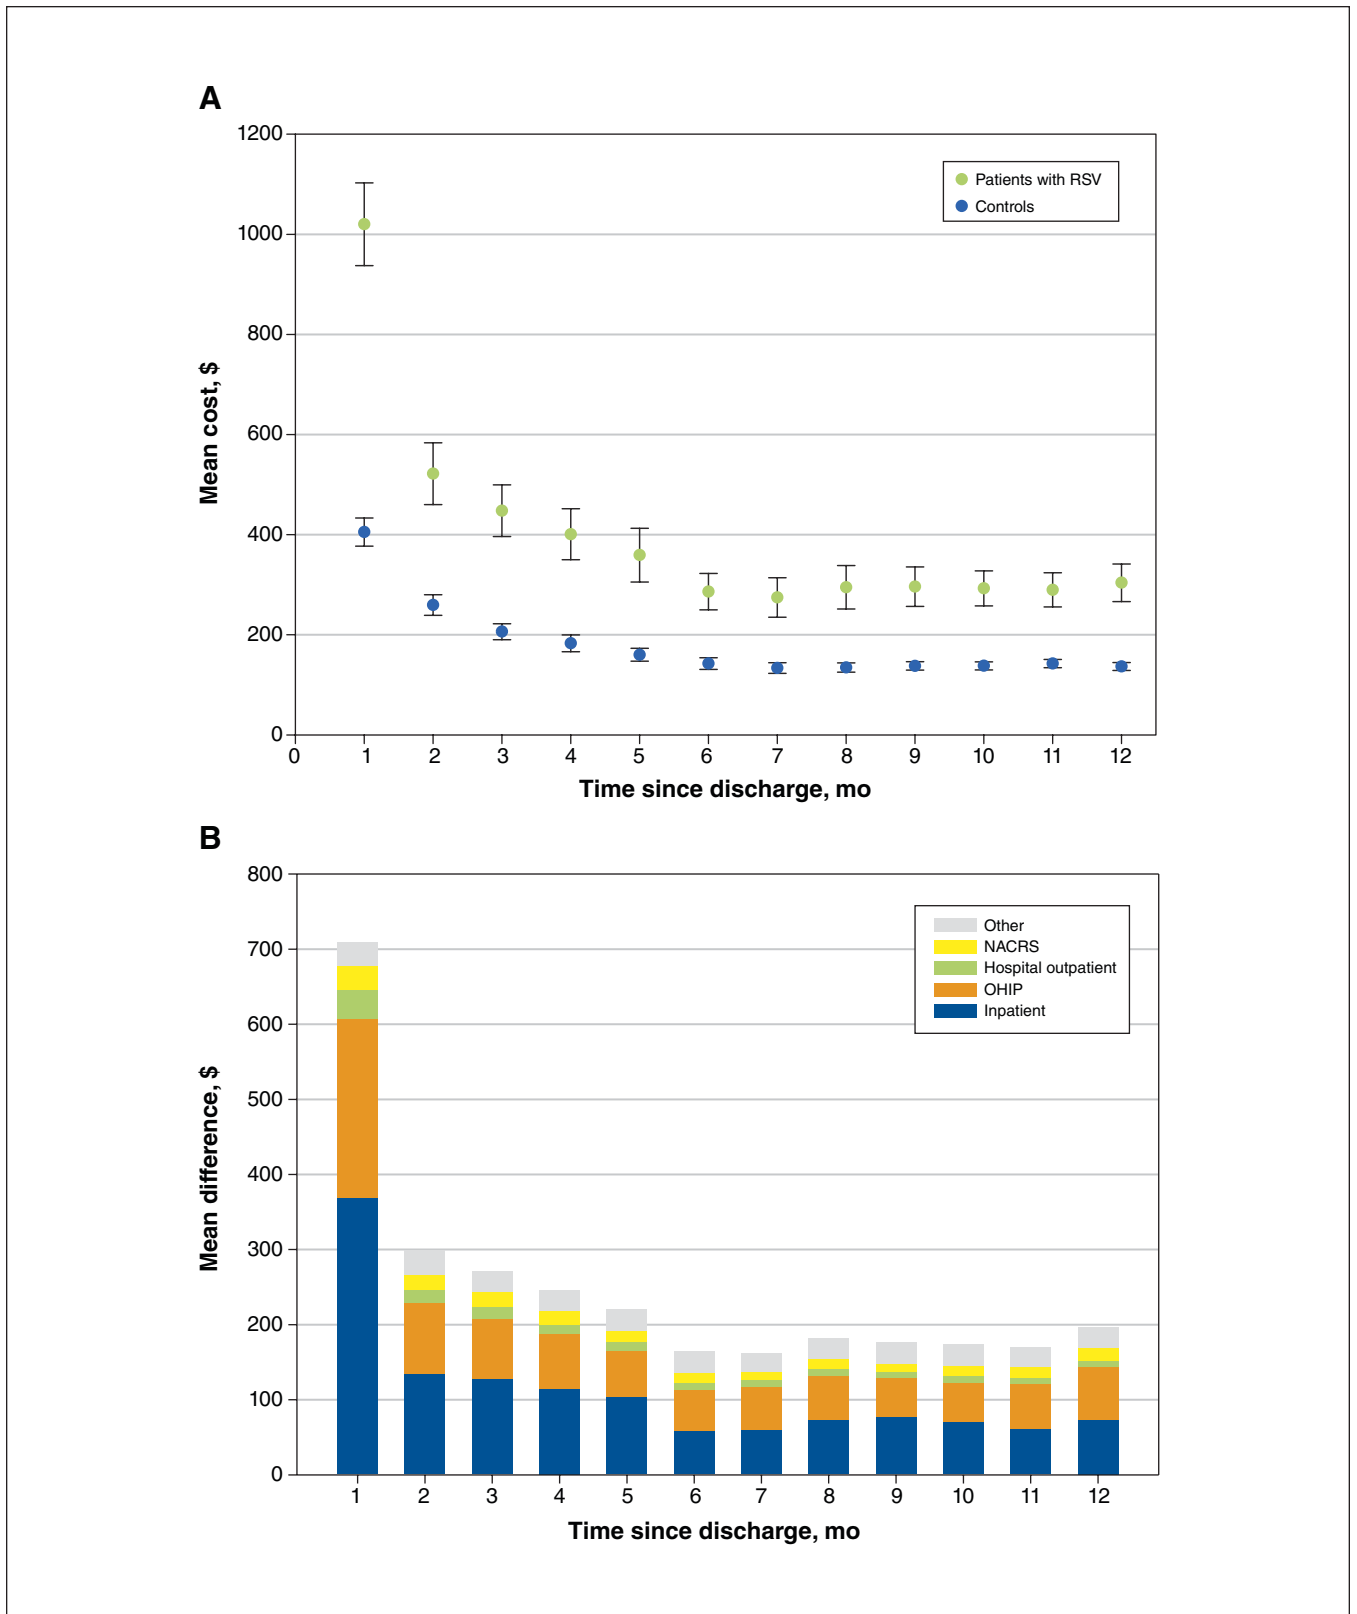 A
1200
1000
800
600
400
200
0
Mean cost, $
Patients with RSV
Controls
0 1 2 3 4 5 6 7 8 9 10 11 12
Time since discharge, mo
B
800
700
600
500
400
300
200
100
0
Mean difference, $
Other
NACRS
Hospital outpatient
OHIP
Inpatient
1 2 3 4 5 6 7 8 9 10 11 12
Time since discharge, mo